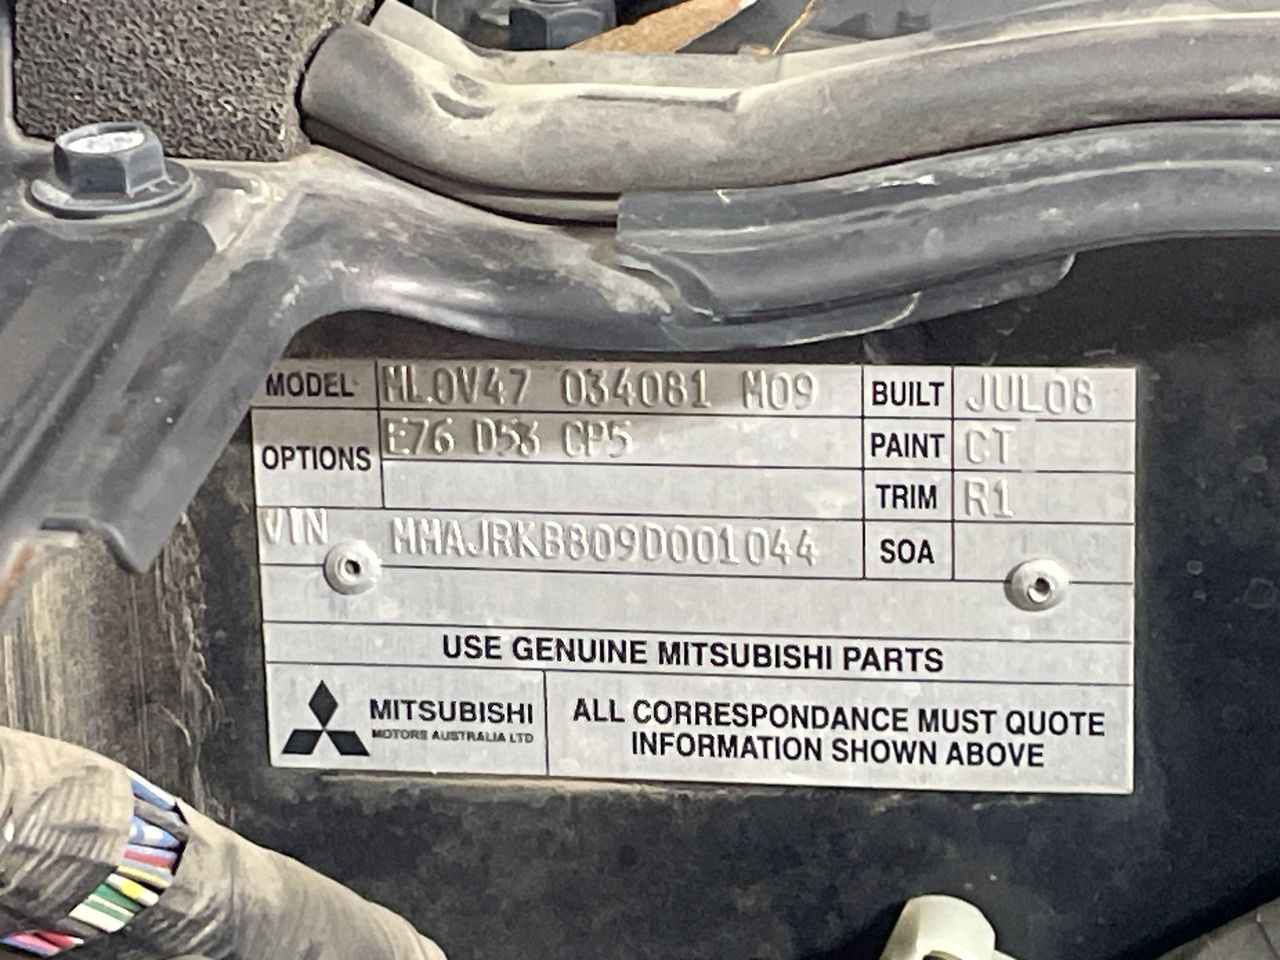 MODEL ML0V47 034081 M09 BUILT JUL08
OPTIONS E76 D53 CP5 PAINT CT
TRIM R1
VIN MMAJRKB809D001044 SOA
USE GENUINE MITSUBISHI PARTS
MITSUBISHI
MOTORS AUSTRALIA LTD
ALL CORRESPONDANCE MUST QUOTE
INFORMATION SHOWN ABOVE